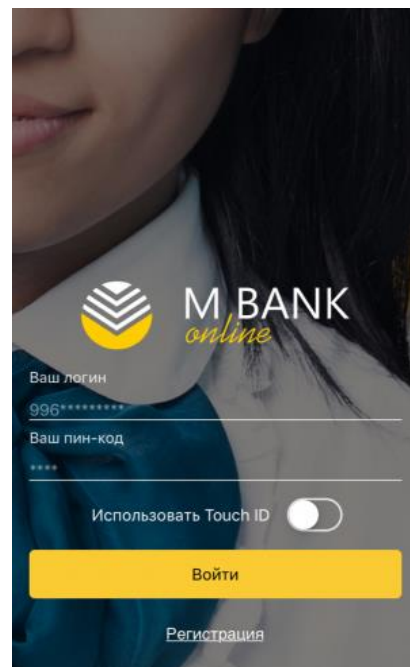 M BANK
online
Ваш логин
996*********
Ваш пин-код
****
Использовать Touch ID
Войти
Регистрация